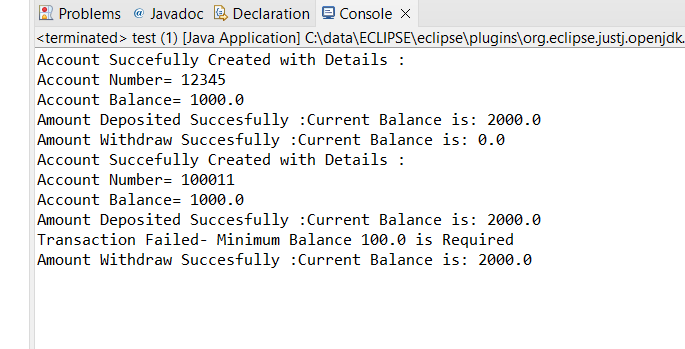 Problems @ Javadoc Declaration Console
<terminated> test (1) [Java Application] C:\data\ECLIPSE\eclipse\plugins\org.eclipse.justj.openjdk.
Account Succefully Created with Details :
Account Number= 12345
Account Balance= 1000.0
Amount Deposited Succesfully :Current Balance is: 2000.0
Amount Withdraw Succesfully :Current Balance is: 0.0
Account Succefully Created with Details :
Account Number= 100011
Account Balance= 1000.0
Amount Deposited Succesfully :Current Balance is: 2000.0
Transaction Failed- Minimum Balance 100.0 is Required
Amount Withdraw Succesfully :Current Balance is: 2000.0